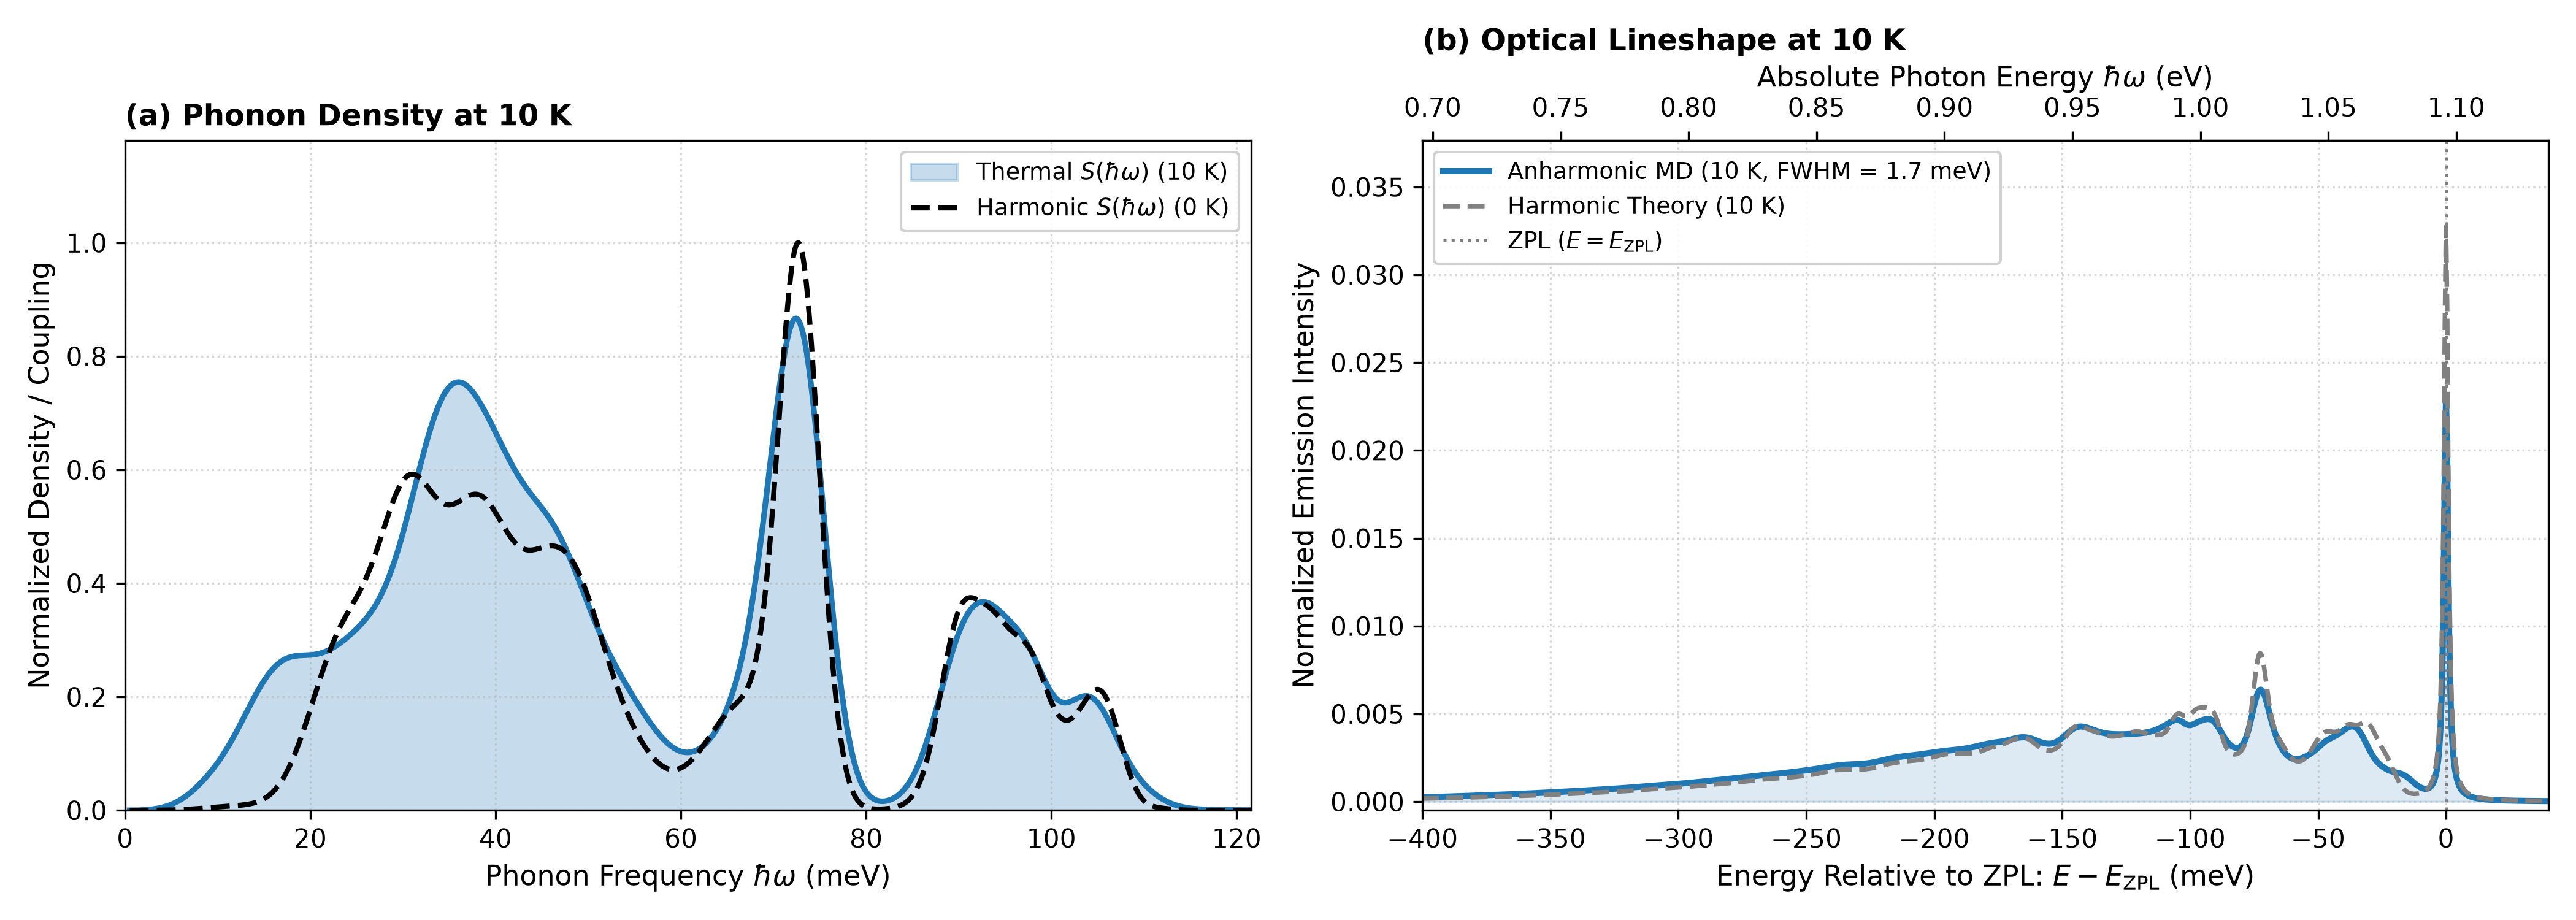 (a) Phonon Density at 10 K
Normalized Density / Coupling
1.0
0.8
0.6
0.4
0.2
0.0
Thermal S(ℏω) (10 K)
Harmonic S(ℏω) (0 K)
0 20 40 60 80 100 120
Phonon Frequency ℏω (meV)
(b) Optical Lineshape at 10 K
Absolute Photon Energy ℏω (eV)
0.70 0.75 0.80 0.85 0.90 0.95 1.00 1.05 1.10
Normalized Emission Intensity
0.035
0.030
0.025
0.020
0.015
0.010
0.005
0.000
Anharmonic MD (10 K, FWHM = 1.7 meV)
Harmonic Theory (10 K)
ZPL (E = E_ZPL)
−400 −350 −300 −250 −200 −150 −100 −50 0
Energy Relative to ZPL: E − E_ZPL (meV)